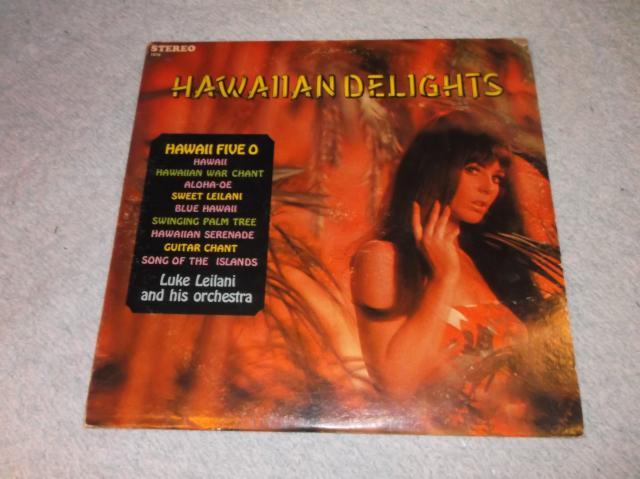 STEREO
HAWAIIAN DELIGHTS
HAWAII FIVE O
HAWAII
HAWAIIAN WAR CHANT
ALOHA-OE
SWEET LEILANI
BLUE HAWAII
SWINGING PALM TREE
HAWAIIAN SERENADE
GUITAR CHANT
SONG OF THE ISLANDS
Luke Leilani
and his orchestra